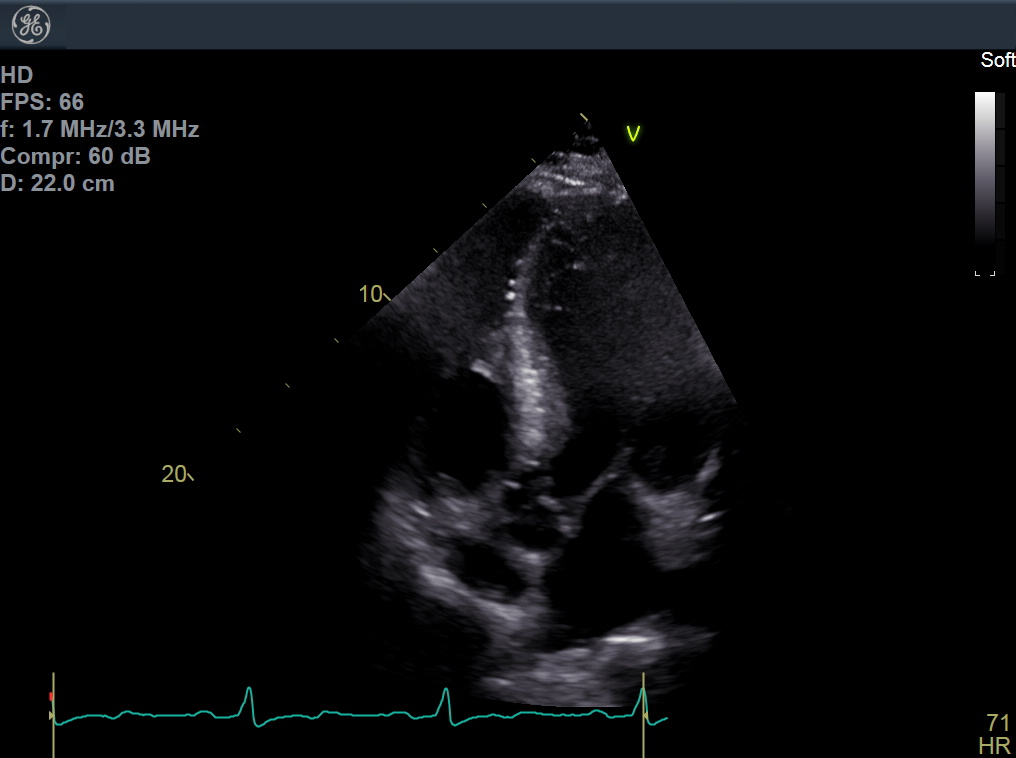 GE
Soft
HD
FPS: 66
f: 1.7 MHz/3.3 MHz
Compr: 60 dB
D: 22.0 cm
V
10
20
71
HR